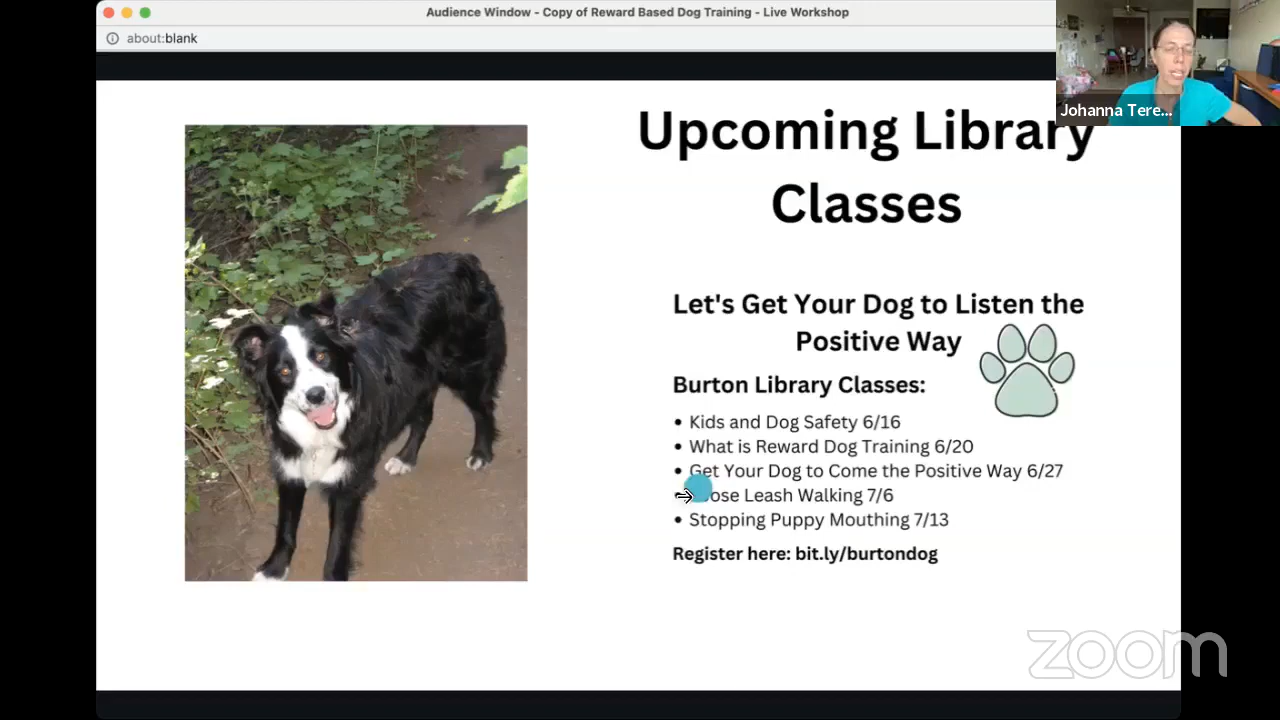 Audience Window - Copy of Reward Based Dog Training - Live Workshop
about:blank
Johanna Tere...
Upcoming Library
Classes
Let's Get Your Dog to Listen the
Positive Way
Burton Library Classes:
• Kids and Dog Safety 6/16
• What is Reward Dog Training 6/20
• Get Your Dog to Come the Positive Way 6/27
Leash Walking 7/6
• Stopping Puppy Mouthing 7/13
Register here: bit.ly/burtondog
zoom